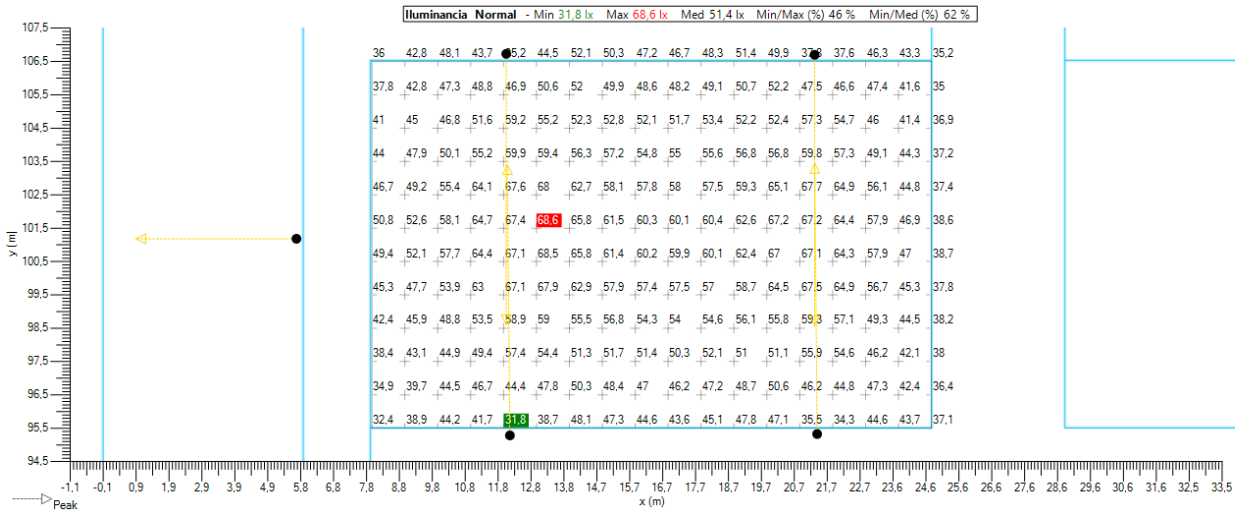 Iluminancia Normal - Min 31,8 lx Max 68,6 lx Med 51,4 lx Min/Max (%) 46 % Min/Med (%) 62 %
107,5
106,5 36 42,8 48,1 43,7 44,5 52,1 50,3 47,2 46,7 48,3 51,4 49,9 37,6 46,3 43,3 35,2
105,5 37,8 42,8 47,3 48,8 46,9 50,6 52 49,9 48,6 48,2 49,1 50,7 52,2 47,5 46,6 47,4 41,6 35
104,5 41 45 46,8 51,6 59,2 55,2 52,3 52,8 52,1 51,7 53,4 52,2 52,4 57,3 54,7 46 41,4 36,9
103,5 44 47,9 50,1 55,2 59,9 59,4 56,3 57,2 54,8 55 55,6 56,8 56,8 59,8 57,3 49,1 44,3 37,2
102,5 46,7 49,2 55,4 64,1 67,6 68 62,7 58,1 57,8 58 57,5 59,3 65,1 67,7 64,9 56,1 44,8 37,4
101,5 50,8 52,6 58,1 64,7 67,4 68,6 65,8 61,5 60,3 60,1 60,4 62,6 67,2 67,2 64,4 57,9 46,9 38,6
100,5 49,4 52,1 57,7 64,4 67,1 68,5 65,8 61,4 60,2 59,9 60,1 62,4 67 67,1 64,3 57,9 47 38,7
99,5 45,3 47,7 53,9 63 67,1 67,9 62,9 57,9 57,4 57,5 57 58,7 64,5 67,5 64,9 56,7 45,3 37,8
98,5 42,4 45,9 48,8 53,5 58,9 59 55,5 56,8 54,3 54 54,6 56,1 55,8 59,3 57,1 49,3 44,5 38,2
97,5 38,4 43,1 44,9 49,4 57,4 54,4 51,3 51,7 51,4 50,3 52,1 51 51,1 55,9 54,6 46,2 42,1 38
96,5 34,9 39,7 44,5 46,7 44,4 47,8 50,3 48,4 47 46,2 47,2 48,7 50,6 46,2 44,8 47,3 42,4 36,4
95,5 32,4 38,9 44,2 41,7 31,8 38,7 48,1 47,3 44,6 43,6 45,1 47,8 47,1 35,5 34,3 44,6 43,7 37,1
94,5
y (m)
-1,1 -0,1 0,9 1,9 2,9 3,9 4,9 5,8 6,8 7,8 8,8 9,8 10,8 11,8 12,8 13,8 14,7 15,7 16,7 17,7 18,7 19,7 20,7 21,7 22,7 23,6 24,6 25,6 26,6 27,6 28,6 29,6 30,6 31,6 32,6 33,5
x (m)
Peak